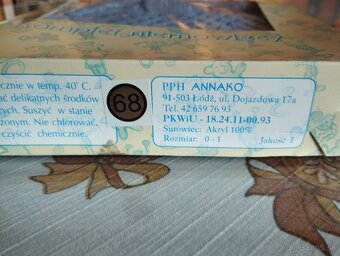 cznie w temp. 40° C.
ać delikatnych środków
zszych. Suszyć w stanie
żonym. Nie chlorować,
czyścić chemicznie.
68
PPH ANNAKO
91-503 Łódź, ul. Dojazdowa 17a
Tel. 42 659 76 93
PKWiU - 18.24.11-00.93
Surowiec: Akryl 100%
Rozmiar: 0 - 1 Jakość I